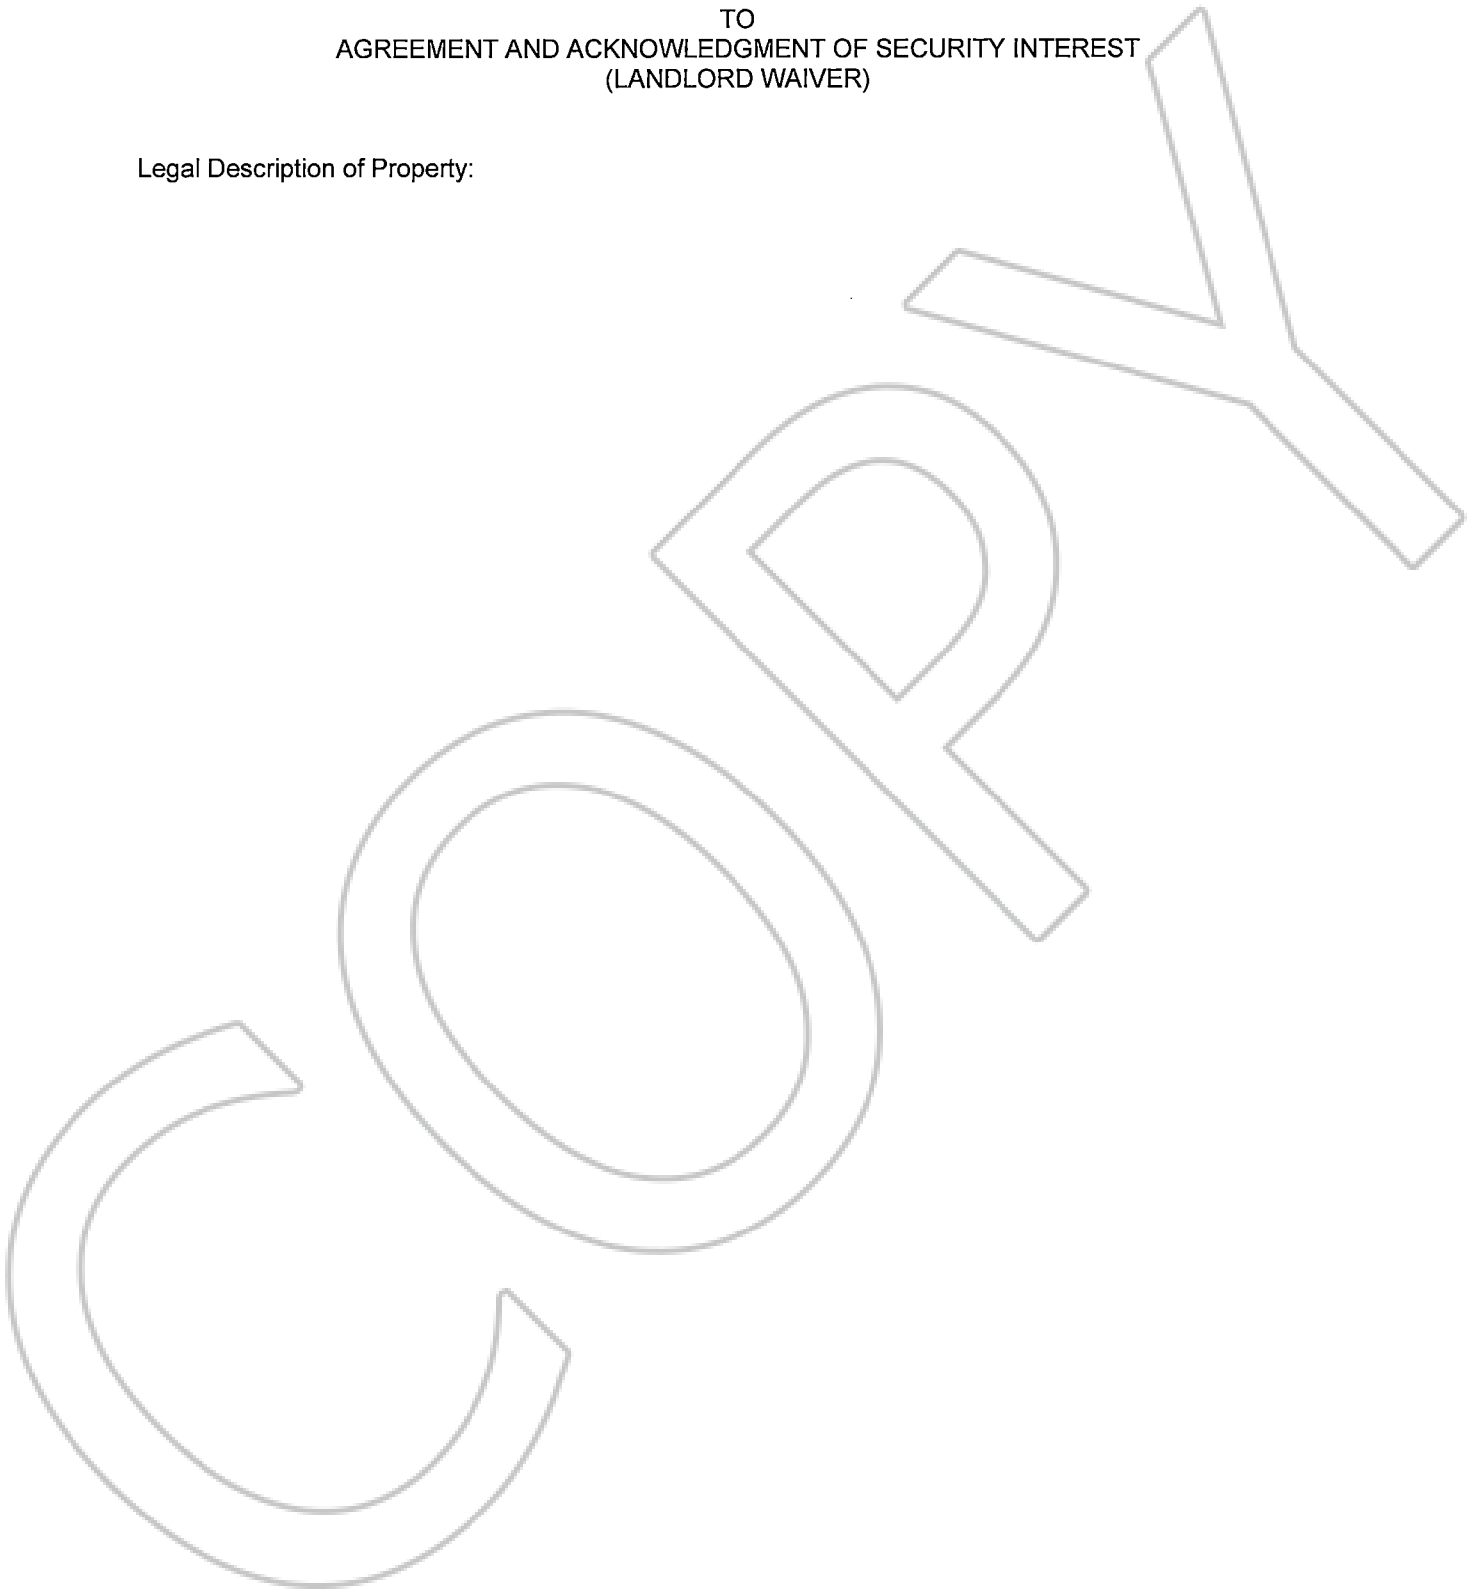 TO
AGREEMENT AND ACKNOWLEDGMENT OF SECURITY INTEREST
(LANDLORD WAIVER)
Legal Description of Property:
COPY